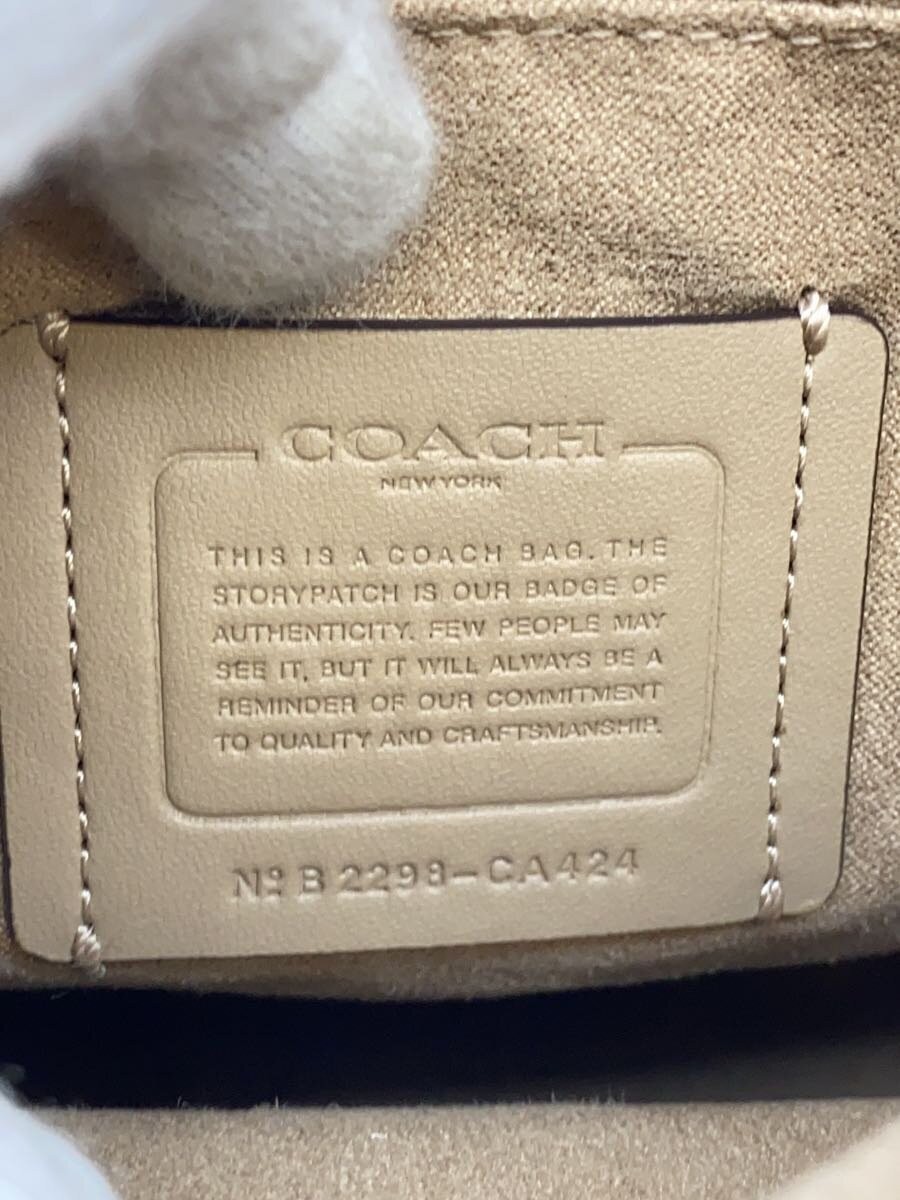 COACH
NEW YORK
THIS IS A COACH BAG. THE
STORYPATCH IS OUR BADGE OF
AUTHENTICITY. FEW PEOPLE MAY
SEE IT, BUT IT WILL ALWAYS BE A
REMINDER OF OUR COMMITMENT
TO QUALITY AND CRAFTSMANSHIP.
Nº B2298-CA424